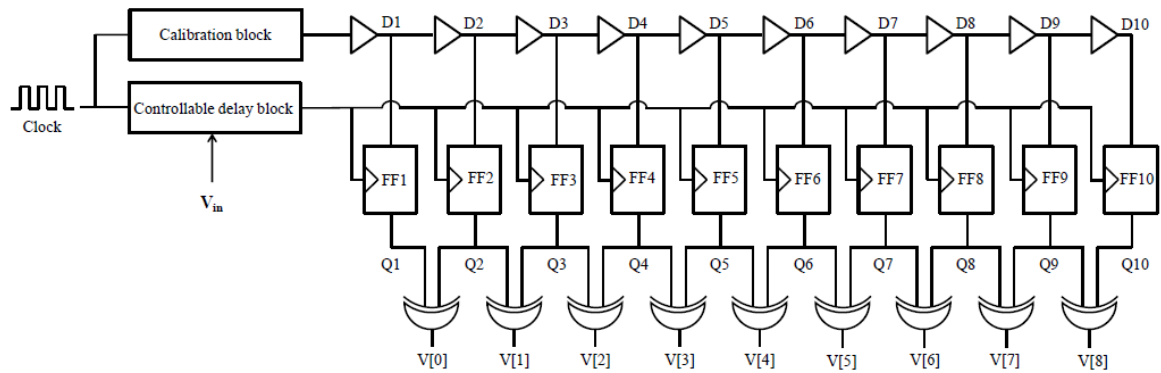 D1 D2 D3 D4 D5 D6 D7 D8 D9 D10
Calibration block
Controllable delay block
Clock
FF1 FF2 FF3 FF4 FF5 FF6 FF7 FF8 FF9 FF10
Vin
Q1 Q2 Q3 Q4 Q5 Q6 Q7 Q8 Q9 Q10
V[0] V[1] V[2] V[3] V[4] V[5] V[6] V[7] V[8]